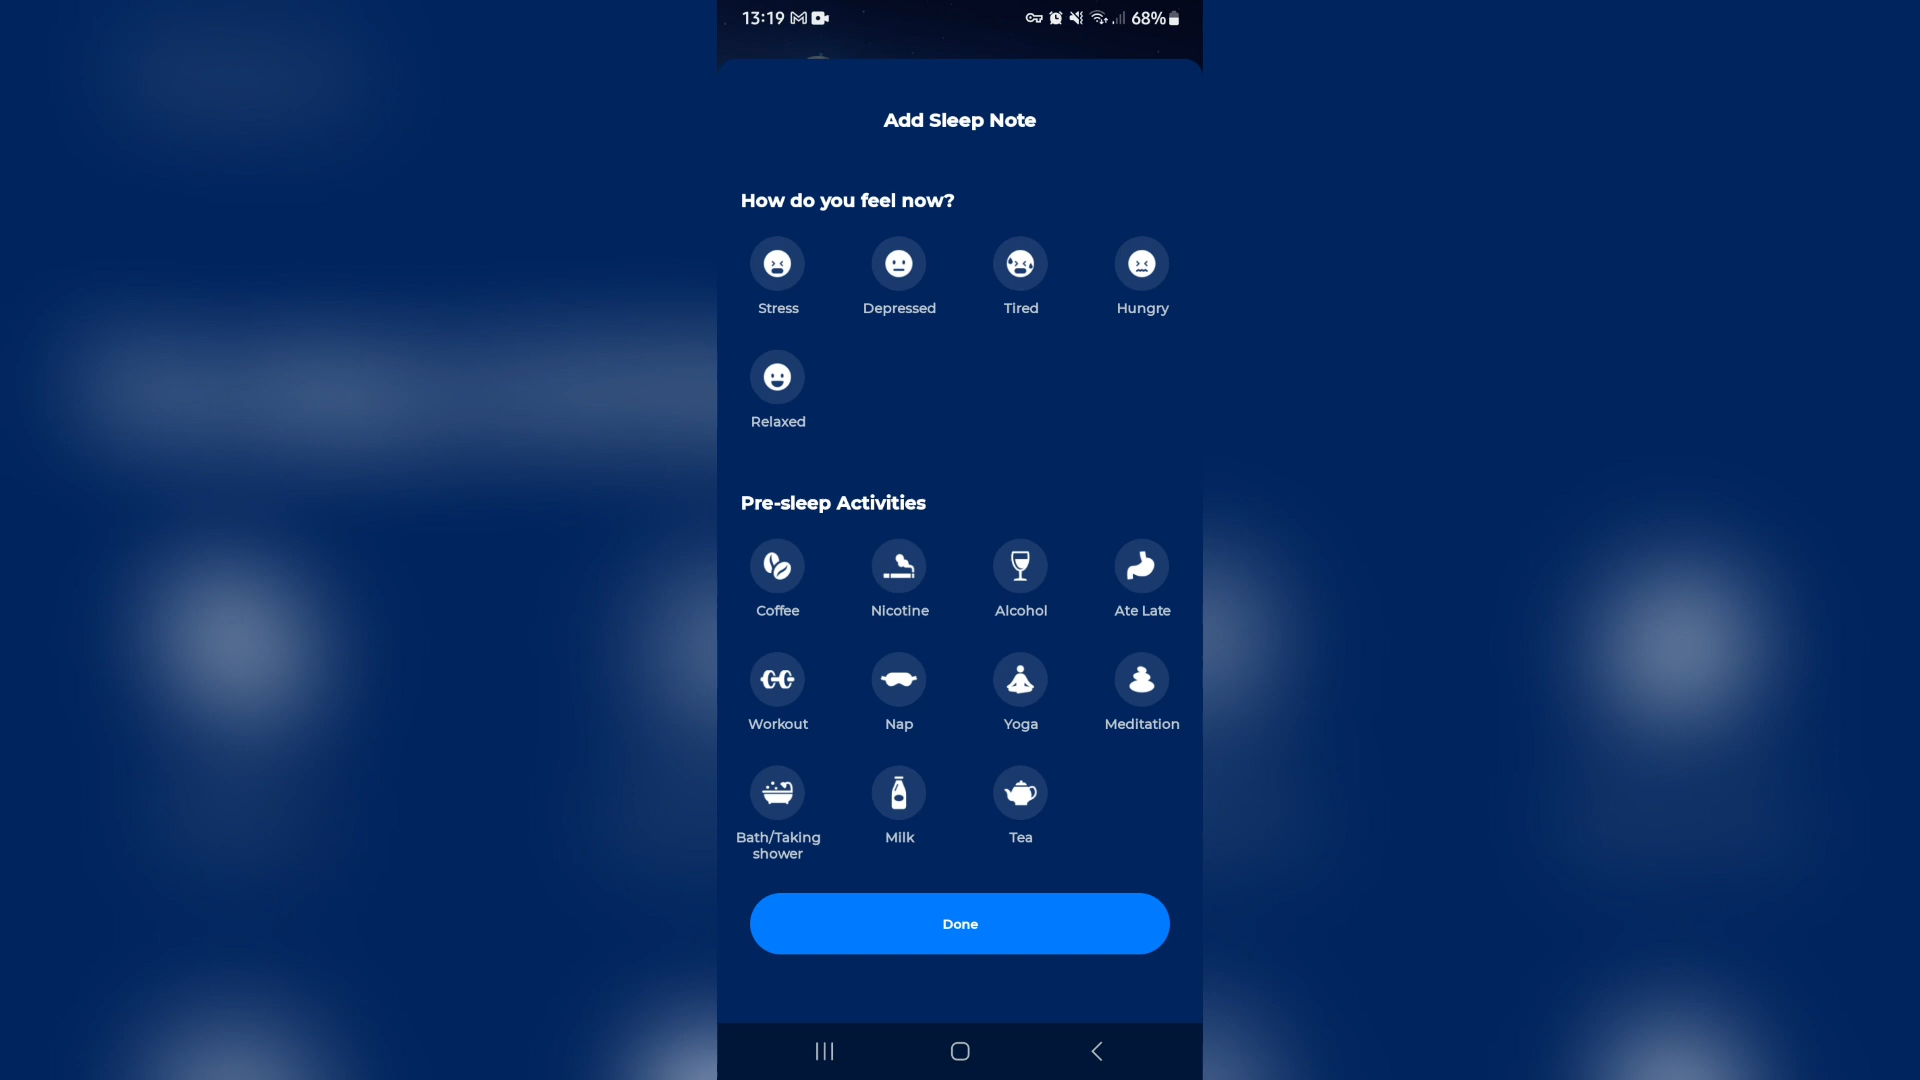 13:19 68%
Add Sleep Note
How do you feel now?
Stress Depressed Tired Hungry
Relaxed
Pre-sleep Activities
Coffee Nicotine Alcohol Ate Late
Workout Nap Yoga Meditation
Bath/Taking shower Milk Tea
Done